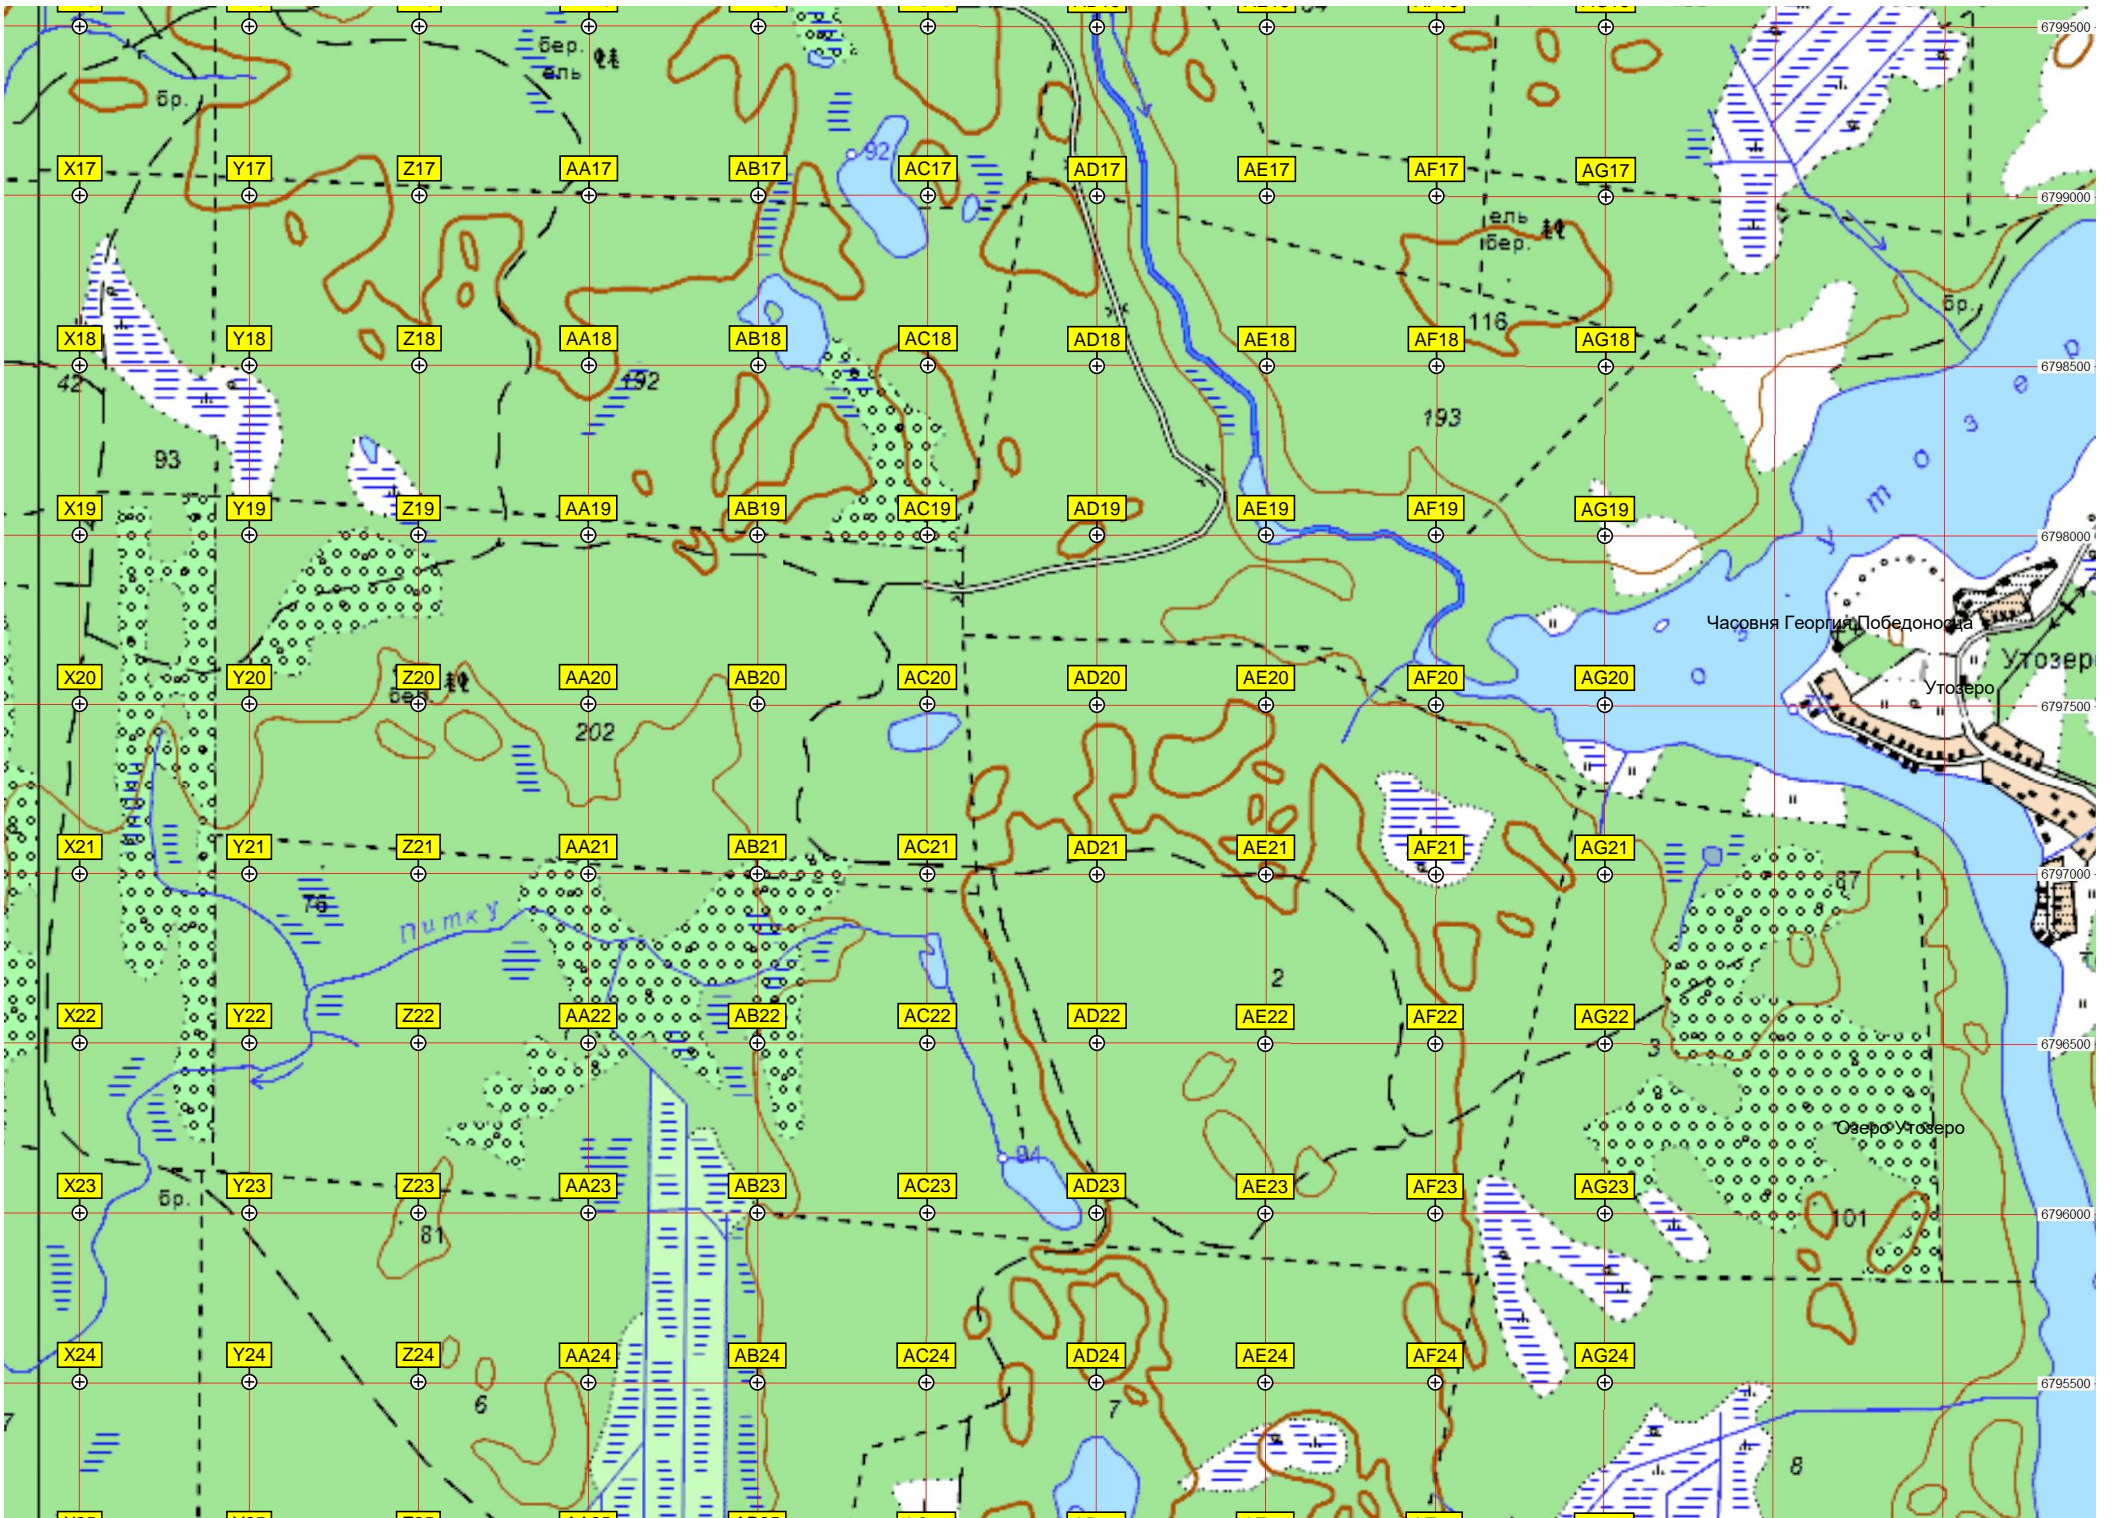 6799500
бер.
ель
бр.
92
X17 Y17 Z17 AA17 AB17 AC17 AD17 AE17 AF17 AG17
6799000
ель
бер.
бр.
116
X18 Y18 Z18 AA18 AB18 AC18 AD18 AE18 AF18 AG18
6798500
42
192
193
93
X19 Y19 Z19 AA19 AB19 AC19 AD19 AE19 AF19 AG19
6798000
Часовня Георгия Победоносца
Утозеро
Утозеро
X20 Y20 Z20 AA20 AB20 AC20 AD20 AE20 AF20 AG20
бер.
6797500
202
X21 Y21 Z21 AA21 AB21 AC21 AD21 AE21 AF21 AG21
6797000
87
76
Питку
2
X22 Y22 Z22 AA22 AB22 AC22 AD22 AE22 AF22 AG22
6796500
3
Озеро Утозеро
94
X23 Y23 Z23 AA23 AB23 AC23 AD23 AE23 AF23 AG23
бр.
6796000
101
81
X24 Y24 Z24 AA24 AB24 AC24 AD24 AE24 AF24 AG24
6795500
6
7
7
8